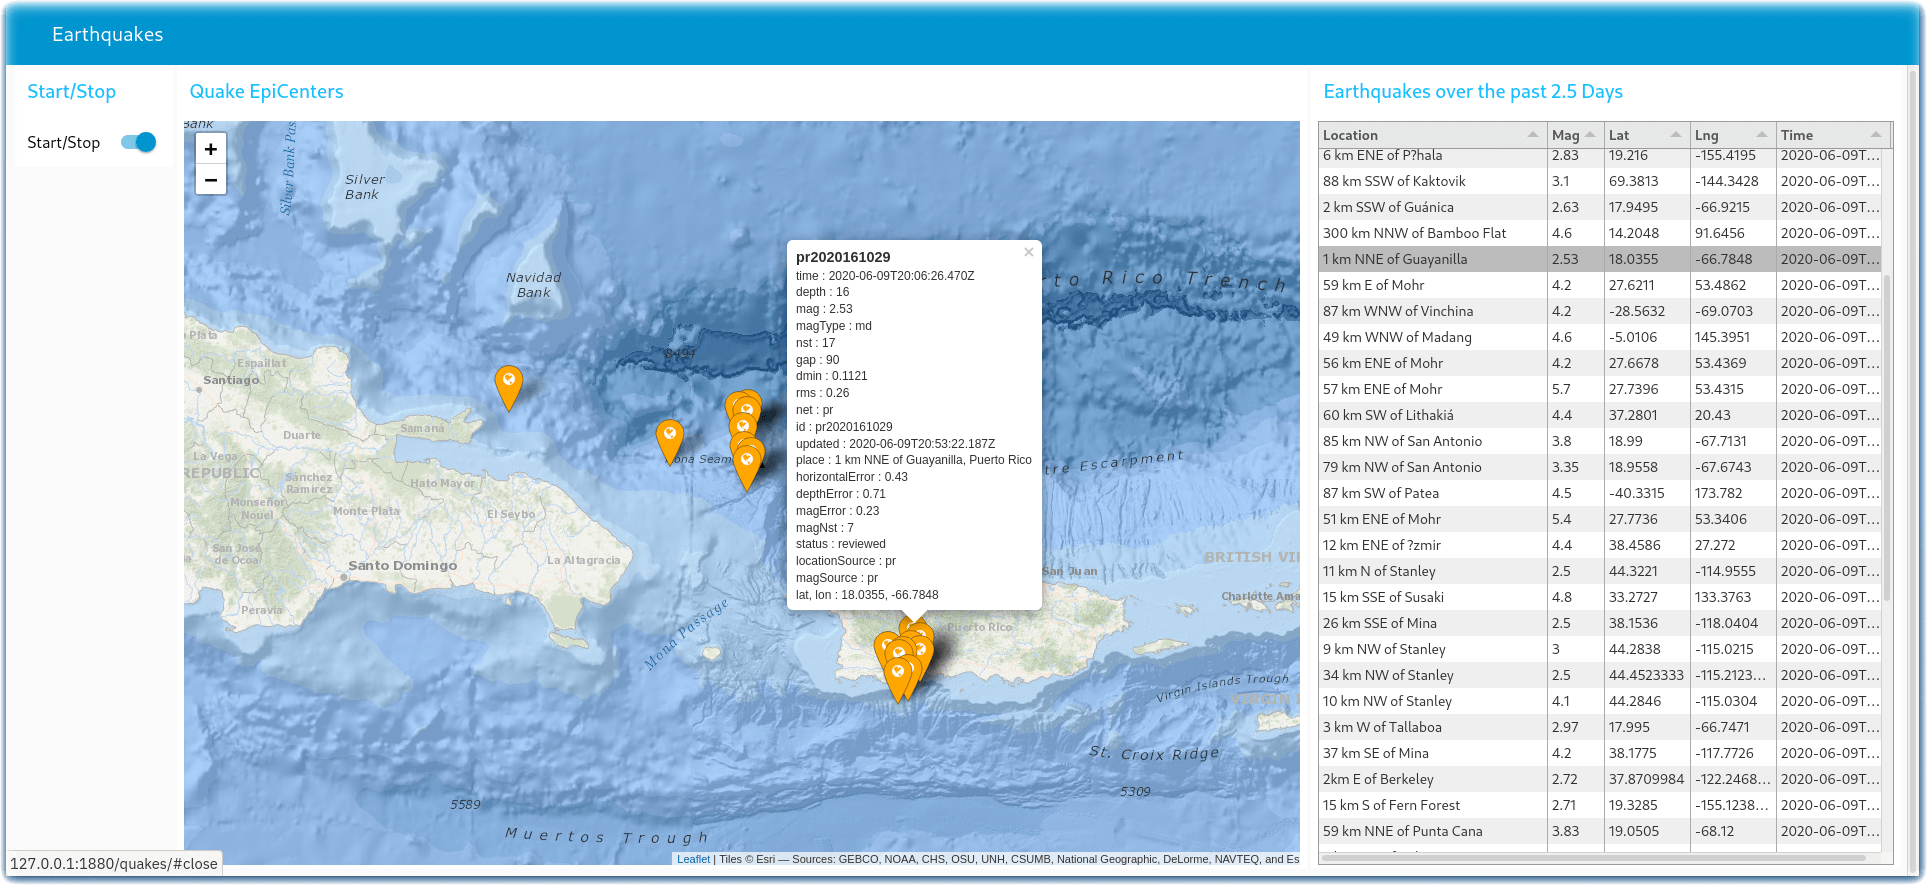 Earthquakes
Start/Stop
Start/Stop
Quake EpiCenters
+
−
Bank
Silver Bank Pas
Silver
Bank
Navidad
Bank
rto Rico Trench
8494
Plata
Espaillat
Santiago
Duarte
Samaná
La Vega
REPUBLIC
Sánchez
Ramírez
Hato Mayor
Monseñor
Nouel
Monte Plata
El Seybo
San José
de Ocoa
Santo Domingo
La Altagracia
Peravia
Mona Passage
ona Seam
tre Escarpment
BRITISH VI
San Juan
Charlotte Ama
Puerto Rico
Virgin Islands Trough
VIRGIN
St. Croix Ridge
5309
5589
Muertos Trough
pr2020161029
×
time : 2020-06-09T20:06:26.470Z
depth : 16
mag : 2.53
magType : md
nst : 17
gap : 90
dmin : 0.1121
rms : 0.26
net : pr
id : pr2020161029
updated : 2020-06-09T20:53:22.187Z
place : 1 km NNE of Guayanilla, Puerto Rico
horizontalError : 0.43
depthError : 0.71
magError : 0.23
magNst : 7
status : reviewed
locationSource : pr
magSource : pr
lat, lon : 18.0355, -66.7848
Leaflet | Tiles © Esri — Sources: GEBCO, NOAA, CHS, OSU, UNH, CSUMB, National Geographic, DeLorme, NAVTEQ, and Es
Earthquakes over the past 2.5 Days
Location Mag Lat Lng Time
6 km ENE of P?hala 2.83 19.216 -155.4195 2020-06-09T...
88 km SSW of Kaktovik 3.1 69.3813 -144.3428 2020-06-09T...
2 km SSW of Guánica 2.63 17.9495 -66.9215 2020-06-09T...
300 km NNW of Bamboo Flat 4.6 14.2048 91.6456 2020-06-09T...
1 km NNE of Guayanilla 2.53 18.0355 -66.7848 2020-06-09T...
59 km E of Mohr 4.2 27.6211 53.4862 2020-06-09T...
87 km WNW of Vinchina 4.2 -28.5632 -69.0703 2020-06-09T...
49 km WNW of Madang 4.6 -5.0106 145.3951 2020-06-09T...
56 km ENE of Mohr 4.2 27.6678 53.4369 2020-06-09T...
57 km ENE of Mohr 5.7 27.7396 53.4315 2020-06-09T...
60 km SW of Lithakiá 4.4 37.2801 20.43 2020-06-09T...
85 km NW of San Antonio 3.8 18.99 -67.7131 2020-06-09T...
79 km NW of San Antonio 3.35 18.9558 -67.6743 2020-06-09T...
87 km SW of Patea 4.5 -40.3315 173.782 2020-06-09T...
51 km ENE of Mohr 5.4 27.7736 53.3406 2020-06-09T...
12 km ENE of ?zmir 4.4 38.4586 27.272 2020-06-09T...
11 km N of Stanley 2.5 44.3221 -114.9555 2020-06-09T...
15 km SSE of Susaki 4.8 33.2727 133.3763 2020-06-09T...
26 km SSE of Mina 2.5 38.1536 -118.0404 2020-06-09T...
9 km NW of Stanley 3 44.2838 -115.0215 2020-06-09T...
34 km NW of Stanley 2.5 44.4523333 -115.2123... 2020-06-09T...
10 km NW of Stanley 4.1 44.2846 -115.0304 2020-06-09T...
3 km W of Tallaboa 2.97 17.995 -66.7471 2020-06-09T...
37 km SE of Mina 4.2 38.1775 -117.7726 2020-06-09T...
2km E of Berkeley 2.72 37.8709984 -122.2468... 2020-06-09T...
15 km S of Fern Forest 2.71 19.3285 -155.1238... 2020-06-09T...
59 km NNE of Punta Cana 3.83 19.0505 -68.12 2020-06-09T...
127.0.0.1:1880/quakes/#close